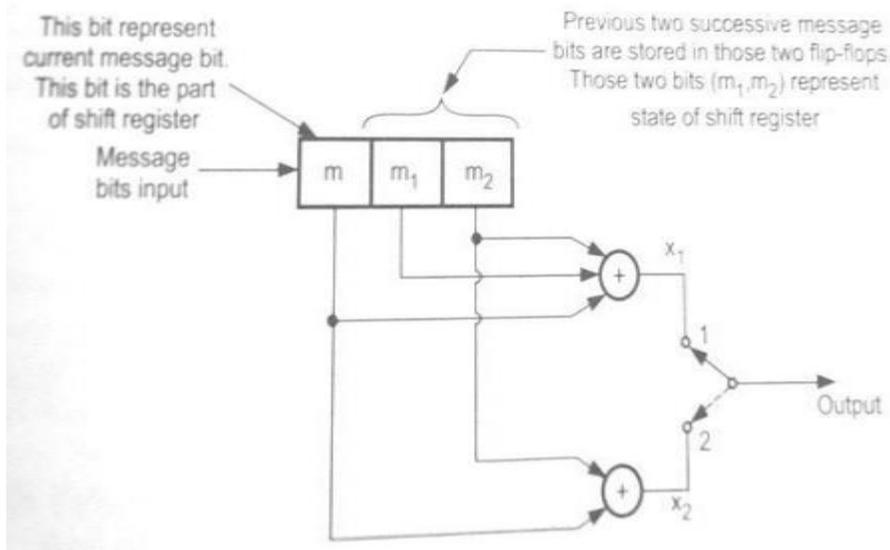 This bit represent
current message bit.
This bit is the part
of shift register
Previous two successive message
bits are stored in those two flip-flops
Those two bits (m₁,m₂) represent
state of shift register
Message
bits input
m
m₁
m₂
+
x₁
1
Output
2
+
x₂